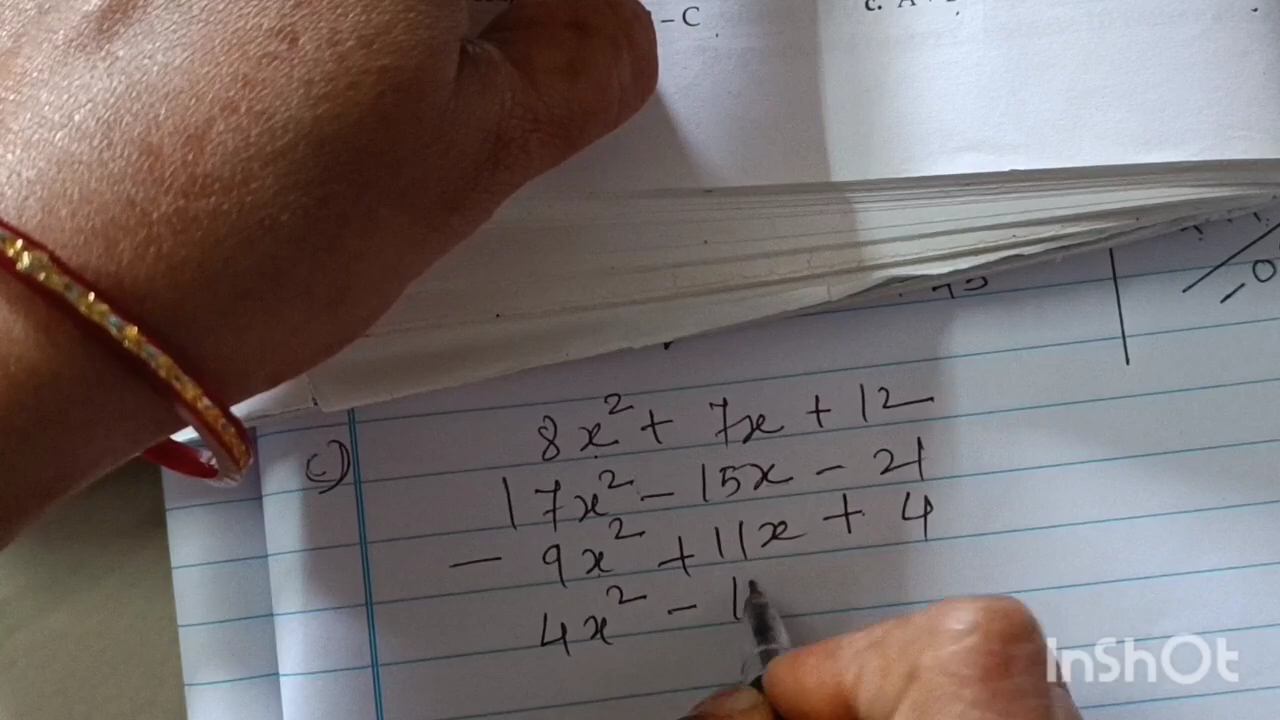 – C
c. A
c) 8x² + 7x + 12
17x² – 15x – 21
– 9x² + 11x + 4
4x² – 1
InShOt